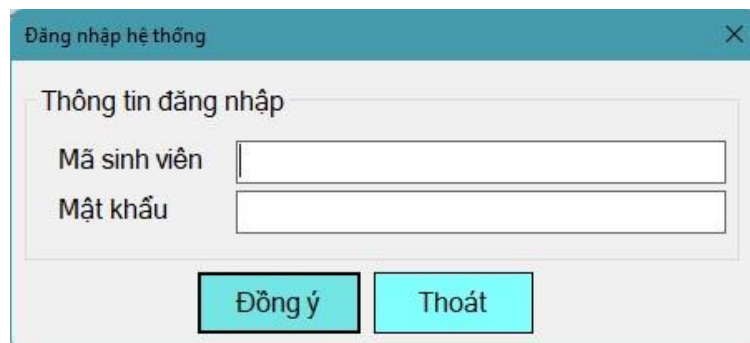 Đăng nhập hệ thống
Thông tin đăng nhập
Mã sinh viên
Mật khẩu
Đồng ý Thoát